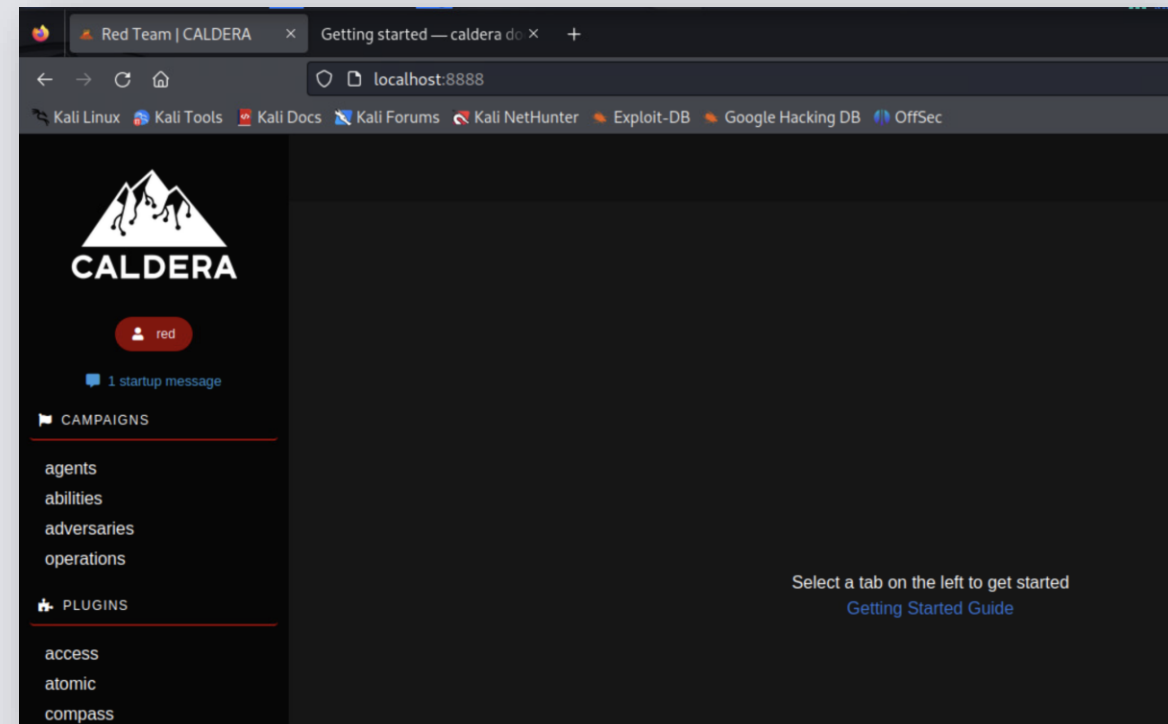 Red Team | CALDERA
Getting started — caldera do
localhost:8888
Kali Linux Kali Tools Kali Docs Kali Forums Kali NetHunter Exploit-DB Google Hacking DB OffSec
CALDERA
red
1 startup message
CAMPAIGNS
agents
abilities
adversaries
operations
PLUGINS
access
atomic
compass
Select a tab on the left to get started
Getting Started Guide